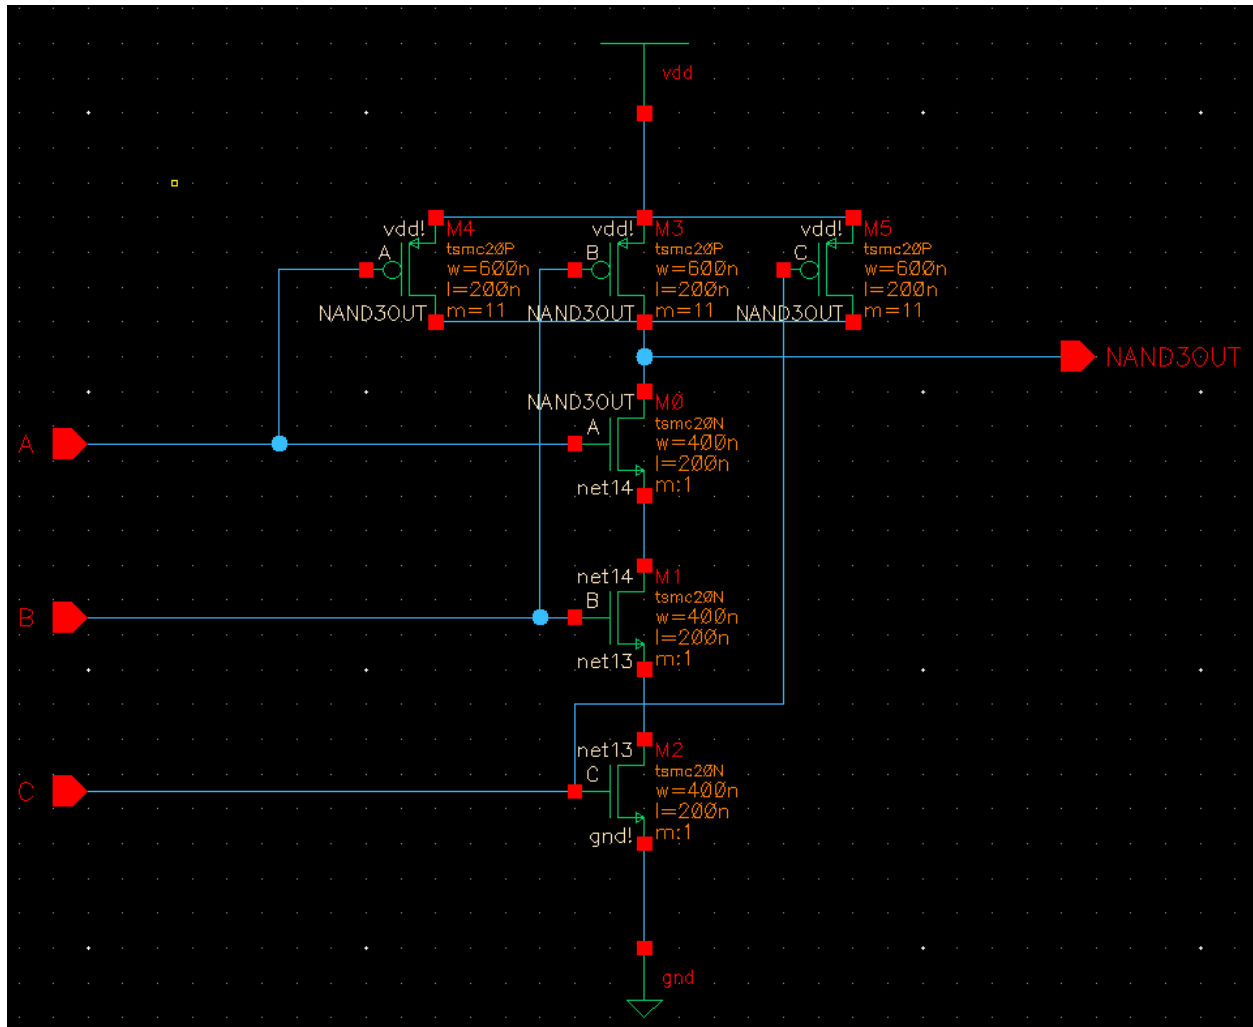 vdd
vdd!
M4
A
tsmc20P
w=600n
l=200n
m=11
NAND3OUT
vdd!
M3
B
tsmc20P
w=600n
l=200n
m=11
NAND3OUT
vdd!
M5
C
tsmc20P
w=600n
l=200n
m=11
NAND3OUT
NAND3OUT
NAND3OUT
M0
A
tsmc20N
w=400n
l=200n
m:1
net14
A
net14
M1
B
tsmc20N
w=400n
l=200n
m:1
net13
B
net13
M2
C
tsmc20N
w=400n
l=200n
m:1
gnd!
C
gnd